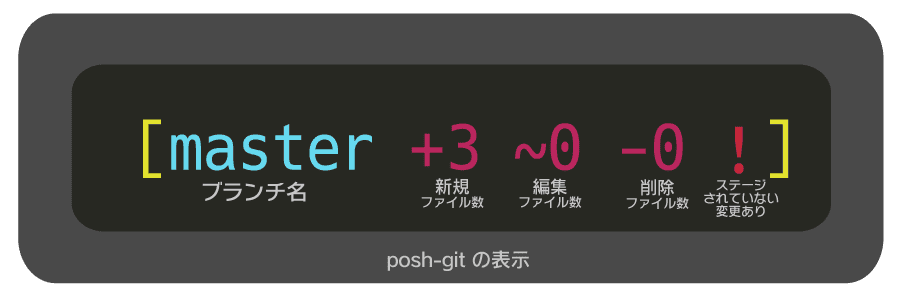 [master +3 ~0 -0 !]
ブランチ名
新規
ファイル数
編集
ファイル数
削除
ファイル数
ステージ
されていない
変更あり
posh-git の表示